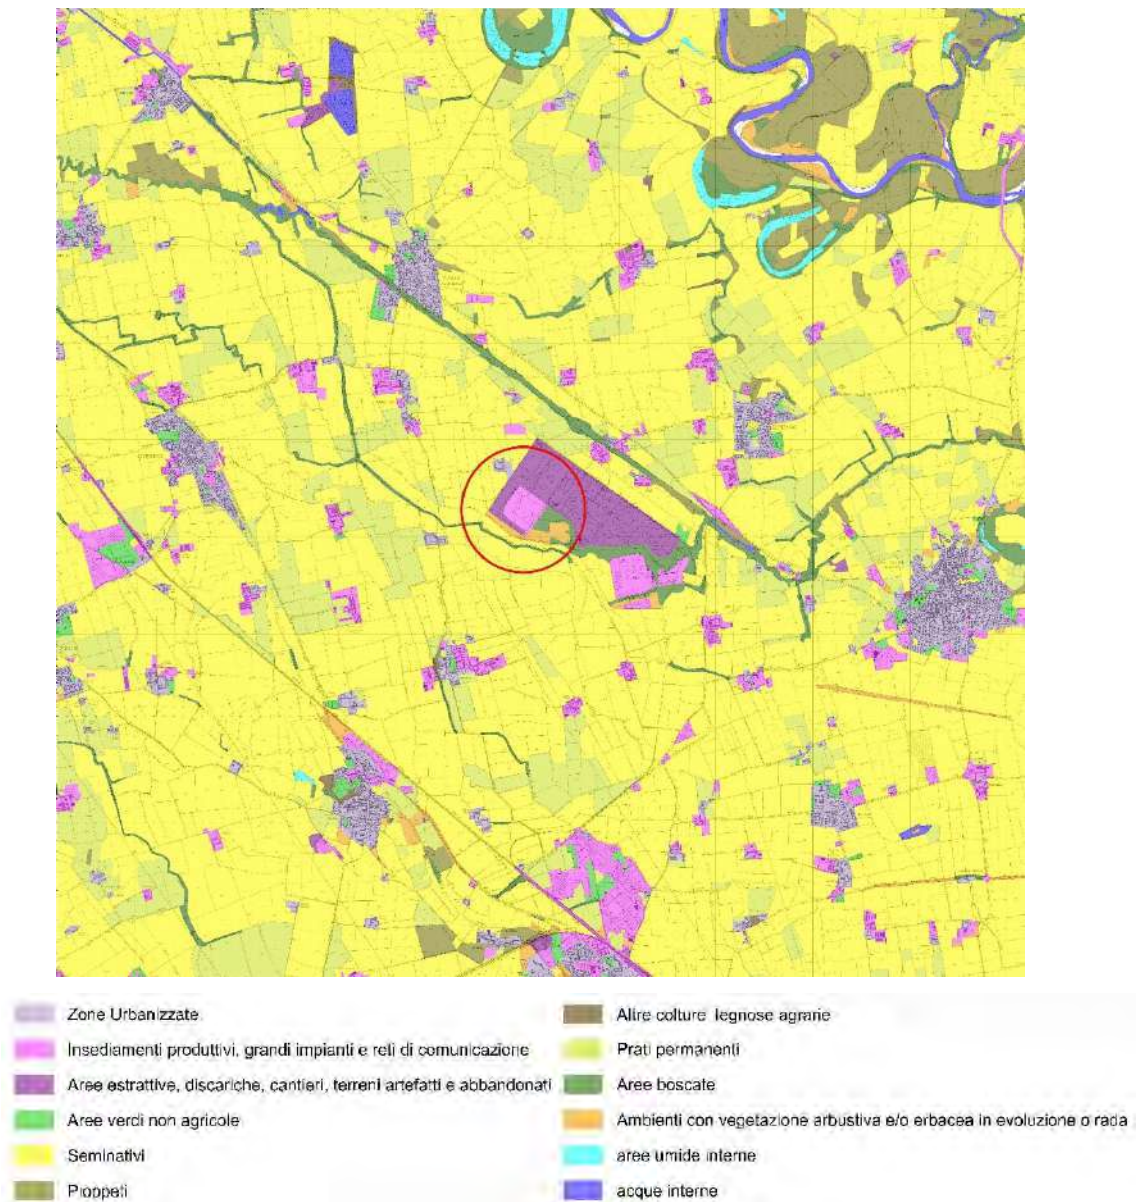 Zone Urbanizzate
Insediamenti produttivi, grandi impianti e reti di comunicazione
Aree estrattive, discariche, cantieri, terreni artefatti e abbandonati
Aree verdi non agricole
Seminativi
Pioppeti
Altre colture legnose agrarie
Prati permanenti
Aree boscate
Ambienti con vegetazione arbustiva e/o erbacea in evoluzione o rada
aree umide interne
acque interne